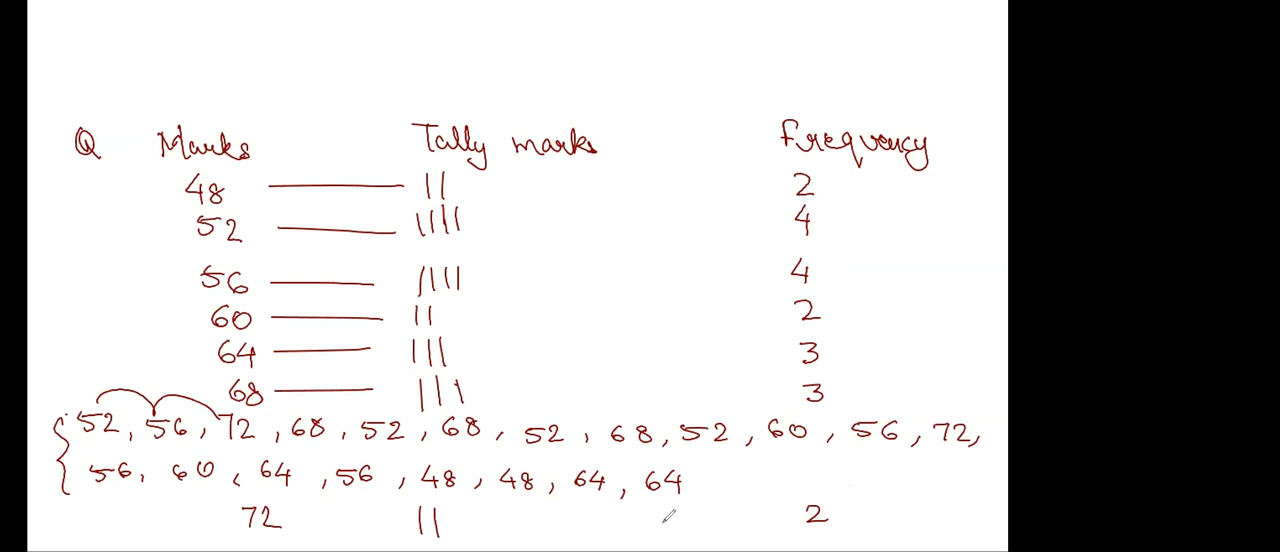 Q Marks Tally marks frequency
48 || 2
52 |||| 4
56 |||| 4
60 || 2
64 ||| 3
68 ||| 3
{52, 56, 72, 68, 52, 68, 52, 68, 52, 60, 56, 72,
56, 60, 64, 56, 48, 48, 64, 64
72 || 2